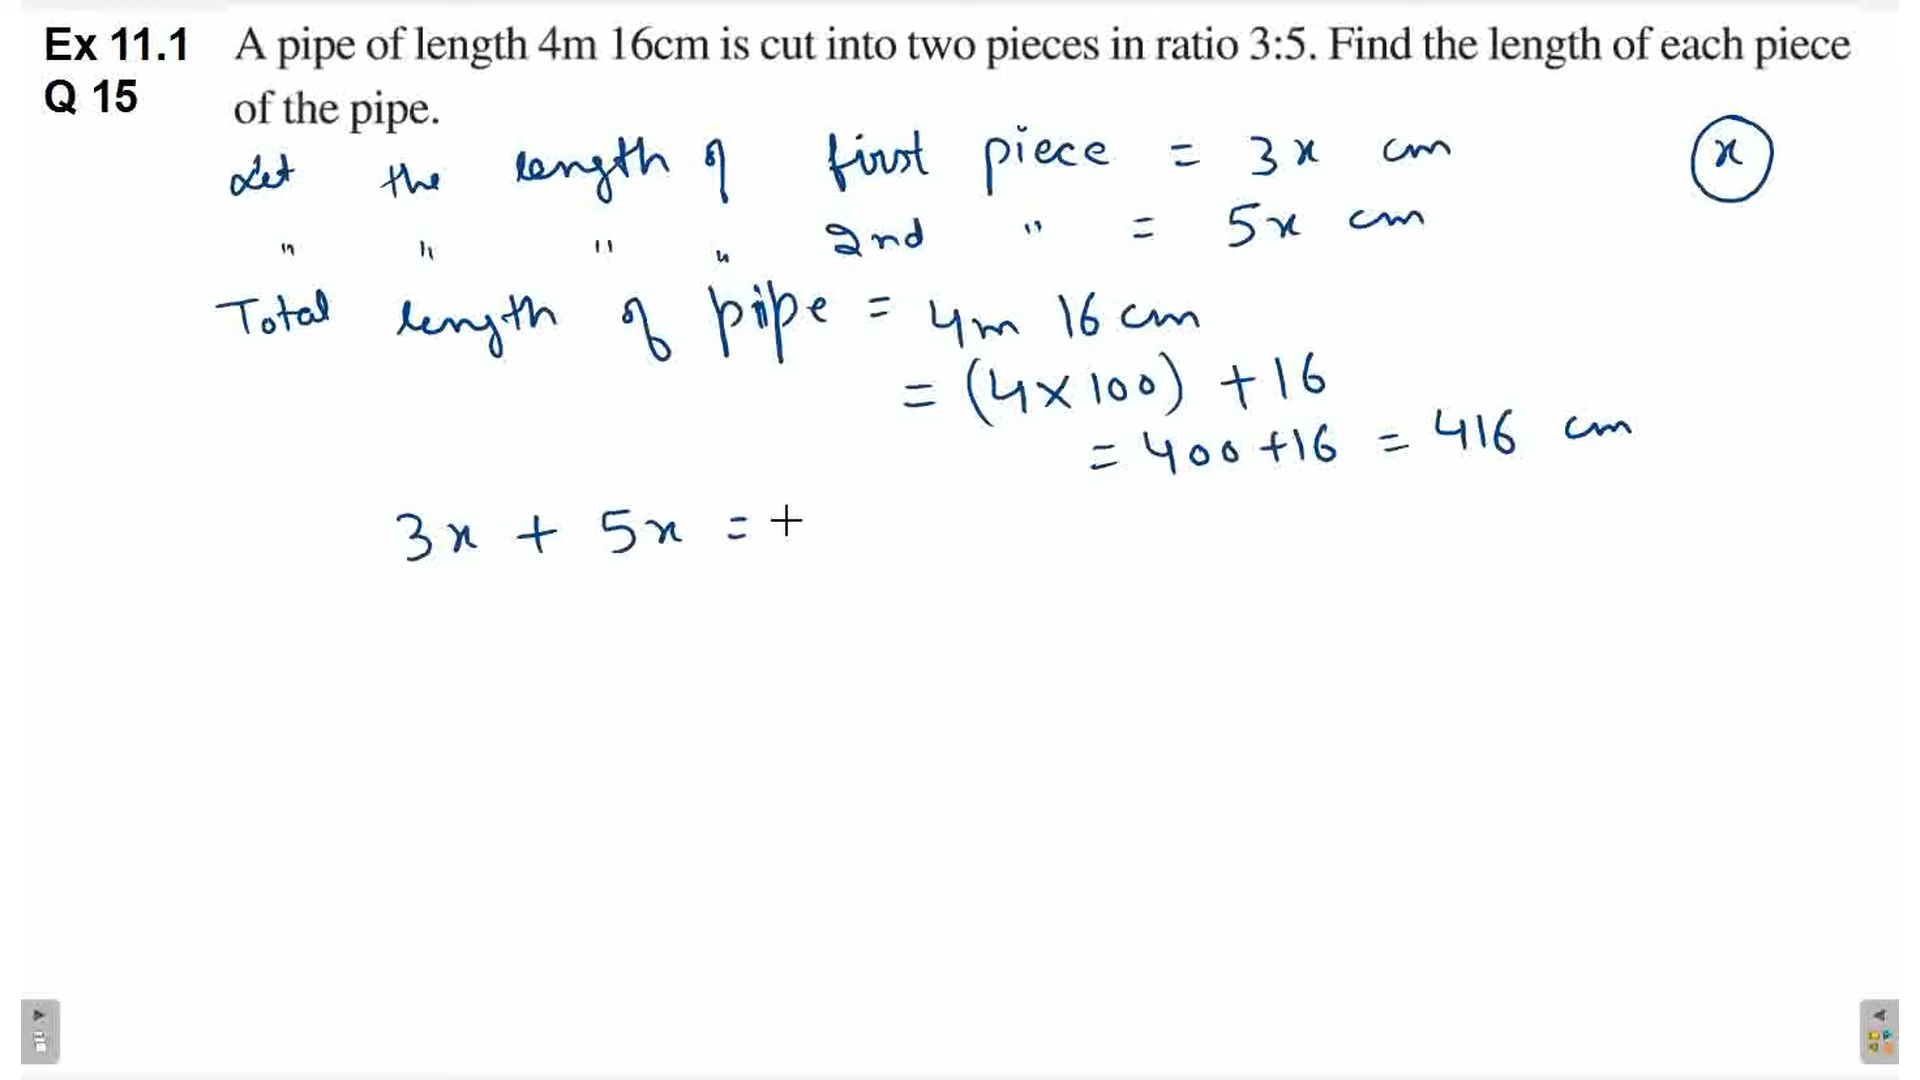 Ex 11.1 A pipe of length 4m 16cm is cut into two pieces in ratio 3:5. Find the length of each piece
Q 15 of the pipe.
Let the length of first piece = 3x cm
" " " " 2nd " = 5x cm
x
Total length of pipe = 4m 16 cm
= (4×100) + 16
= 400 + 16 = 416 cm
3x + 5x =